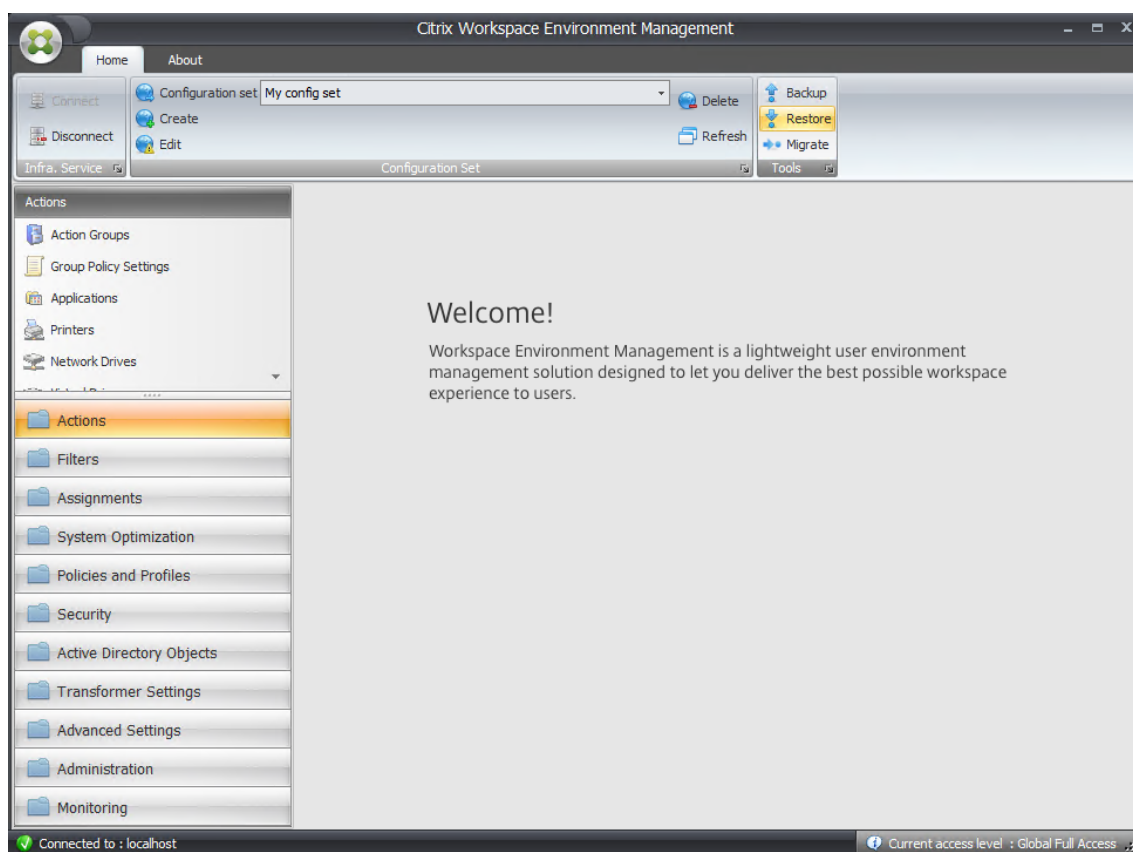 Citrix Workspace Environment Management
Home About
Connect
Disconnect
Infra. Service
Configuration set My config set
Create
Edit
Delete
Refresh
Configuration Set
Backup
Restore
Migrate
Tools
Actions
Action Groups
Group Policy Settings
Applications
Printers
Network Drives
Actions
Filters
Assignments
System Optimization
Policies and Profiles
Security
Active Directory Objects
Transformer Settings
Advanced Settings
Administration
Monitoring
Welcome!
Workspace Environment Management is a lightweight user environment
management solution designed to let you deliver the best possible workspace
experience to users.
Connected to : localhost
Current access level : Global Full Access